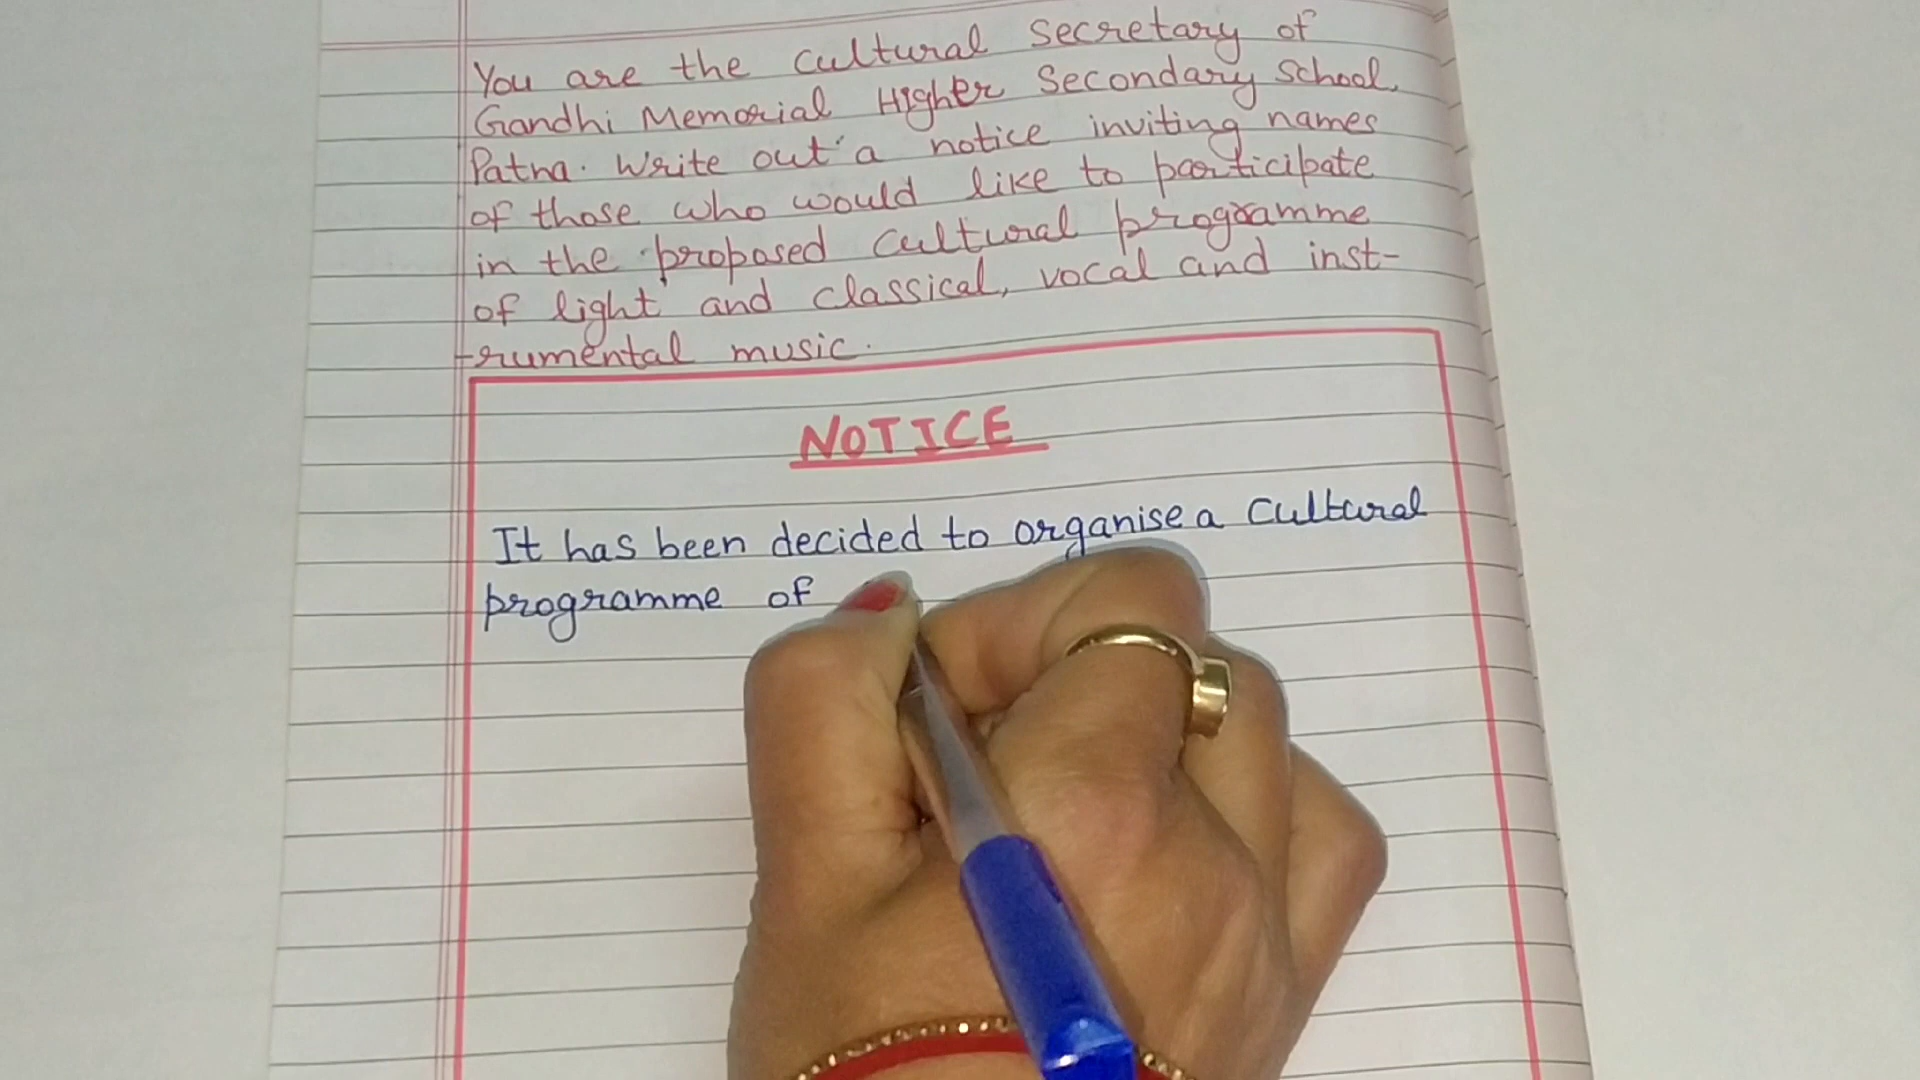 You are the cultural secretary of
Gandhi Memorial Higher Secondary School,
Patna. Write out a notice inviting names
of those who would like to participate
in the proposed cultural programme
of light and classical, vocal and inst-
-rumental music.
NOTICE
It has been decided to organise a cultural
programme of